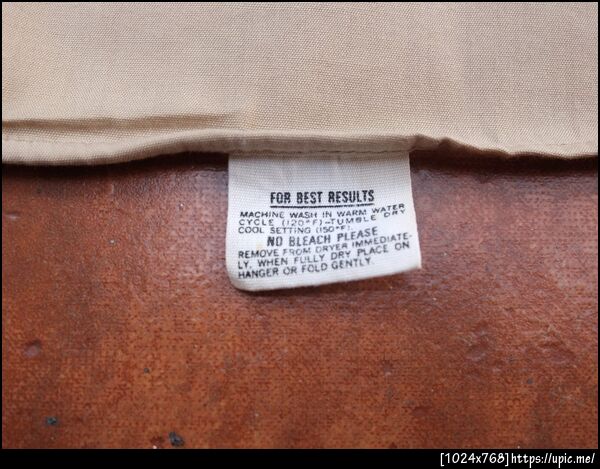 FOR BEST RESULTS
MACHINE WASH IN WARM WATER
CYCLE (120°F)-TUMBLE DRY
COOL SETTING (150°F).
NO BLEACH PLEASE
REMOVE FROM DRYER IMMEDIATE-
LY, WHEN FULLY DRY PLACE ON
HANGER OR FOLD GENTLY.
[1024x768]https://upic.me/